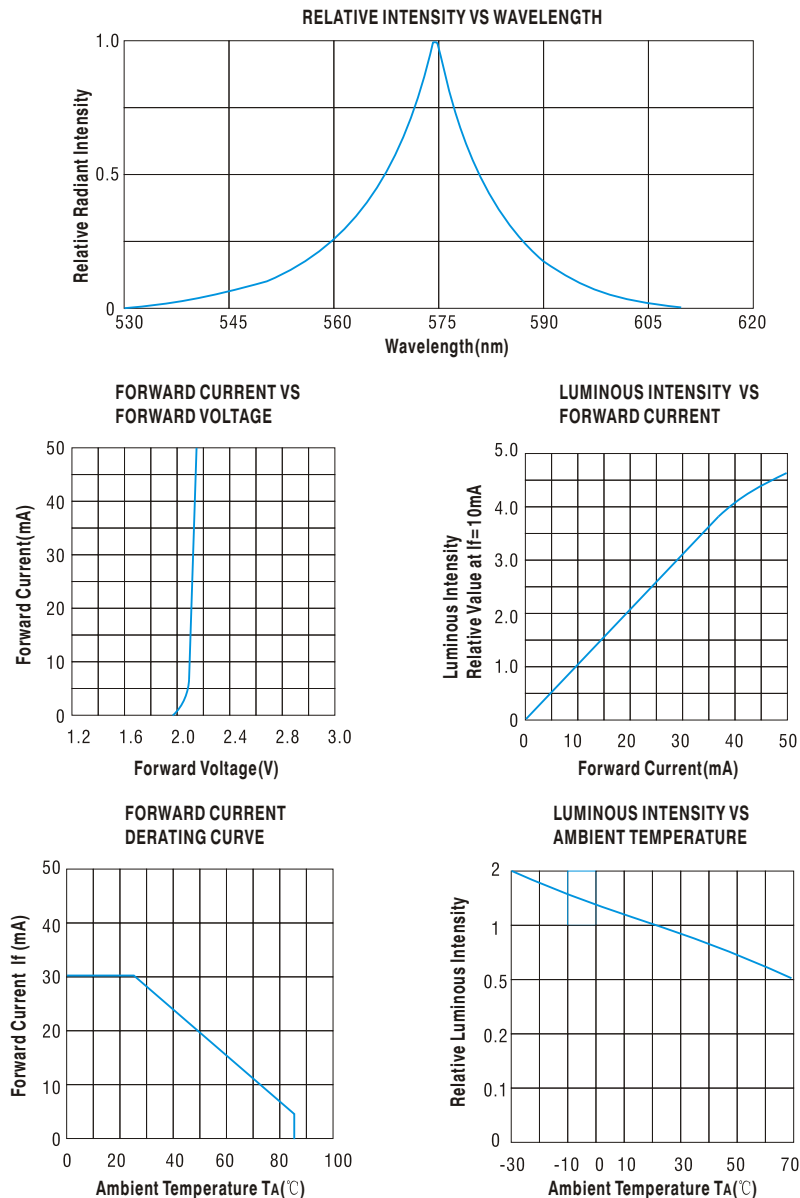 RELATIVE INTENSITY VS WAVELENGTH
1.0
0.5
0
Relative Radiant Intensity
530 545 560 575 590 605 620
Wavelength(nm)
FORWARD CURRENT VS
FORWARD VOLTAGE
50
40
30
20
10
0
Forward Current(mA)
1.2 1.6 2.0 2.4 2.8 3.0
Forward Voltage(V)
LUMINOUS INTENSITY VS
FORWARD CURRENT
5.0
4.0
3.0
2.0
1.0
0
Luminous Intensity
Relative Value at If=10mA
0 10 20 30 40 50
Forward Current(mA)
FORWARD CURRENT
DERATING CURVE
50
40
30
20
10
0
Forward Current If (mA)
0 20 40 60 80 100
Ambient Temperature TA(℃)
LUMINOUS INTENSITY VS
AMBIENT TEMPERATURE
2
1
0.5
0.2
0.1
0
Relative Luminous Intensity
-30 -10 0 10 30 50 70
Ambient Temperature TA(℃)